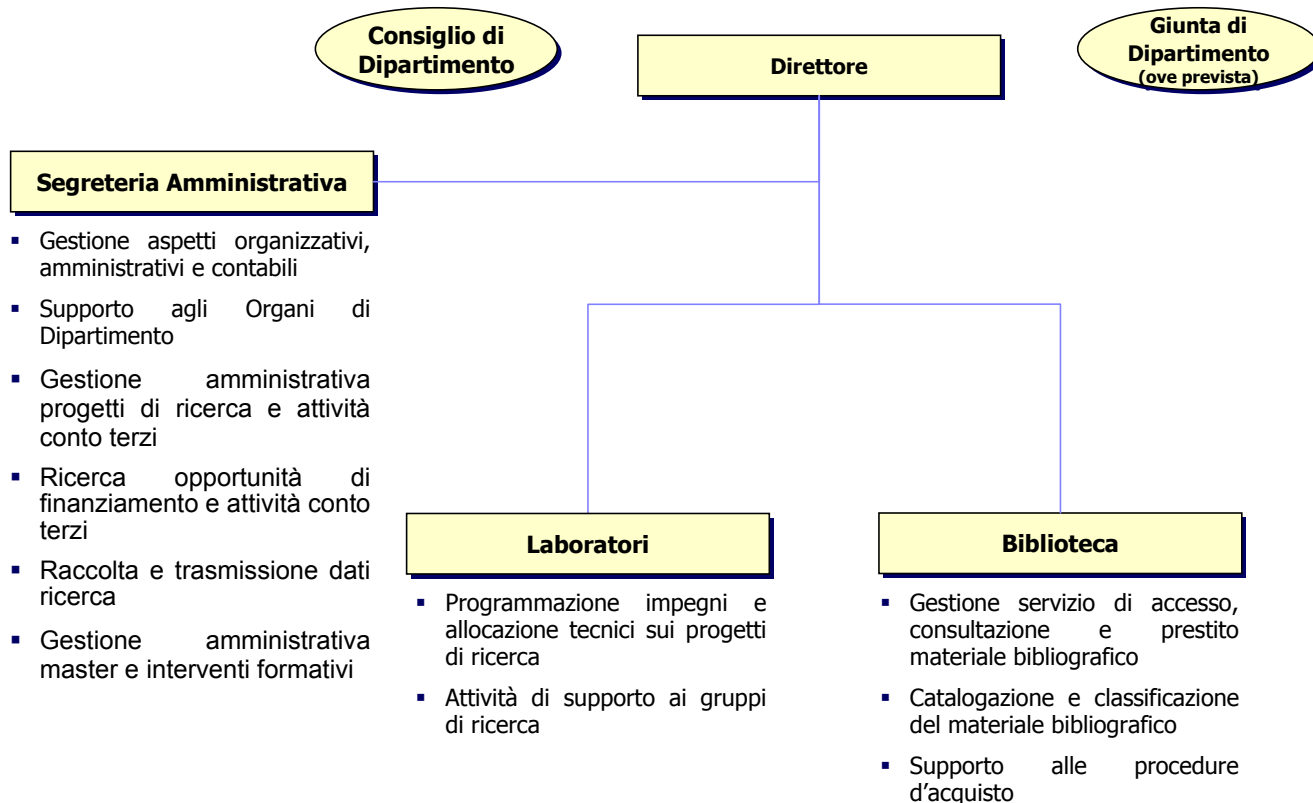 Consiglio di
Dipartimento
Direttore
Giunta di
Dipartimento
(ove prevista)
Segreteria Amministrativa
▪ Gestione aspetti organizzativi,
amministrativi e contabili
▪ Supporto agli Organi di
Dipartimento
▪ Gestione amministrativa
progetti di ricerca e attività
conto terzi
▪ Ricerca opportunità di
finanziamento e attività conto
terzi
▪ Raccolta e trasmissione dati
ricerca
▪ Gestione amministrativa
master e interventi formativi
Laboratori
▪ Programmazione impegni e
allocazione tecnici sui progetti
di ricerca
▪ Attività di supporto ai gruppi
di ricerca
Biblioteca
▪ Gestione servizio di accesso,
consultazione e prestito
materiale bibliografico
▪ Catalogazione e classificazione
del materiale bibliografico
▪ Supporto alle procedure
d'acquisto